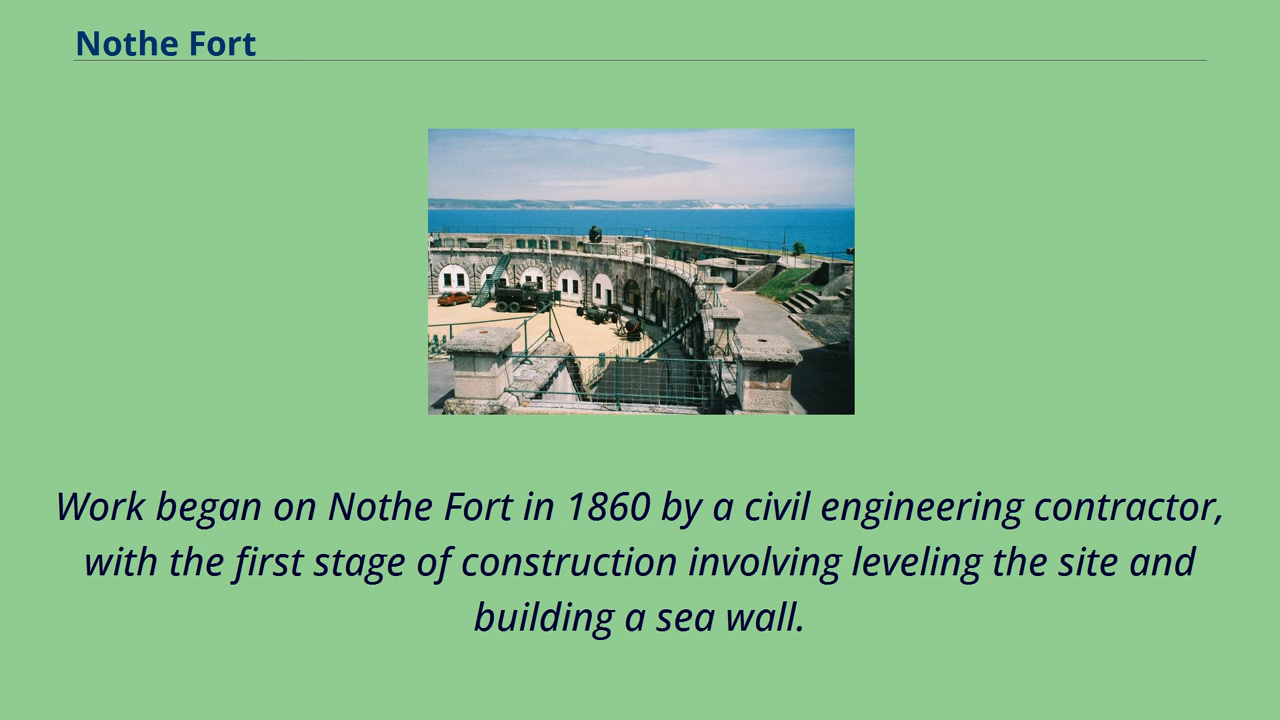 Nothe Fort
Work began on Nothe Fort in 1860 by a civil engineering contractor,
with the first stage of construction involving leveling the site and
building a sea wall.